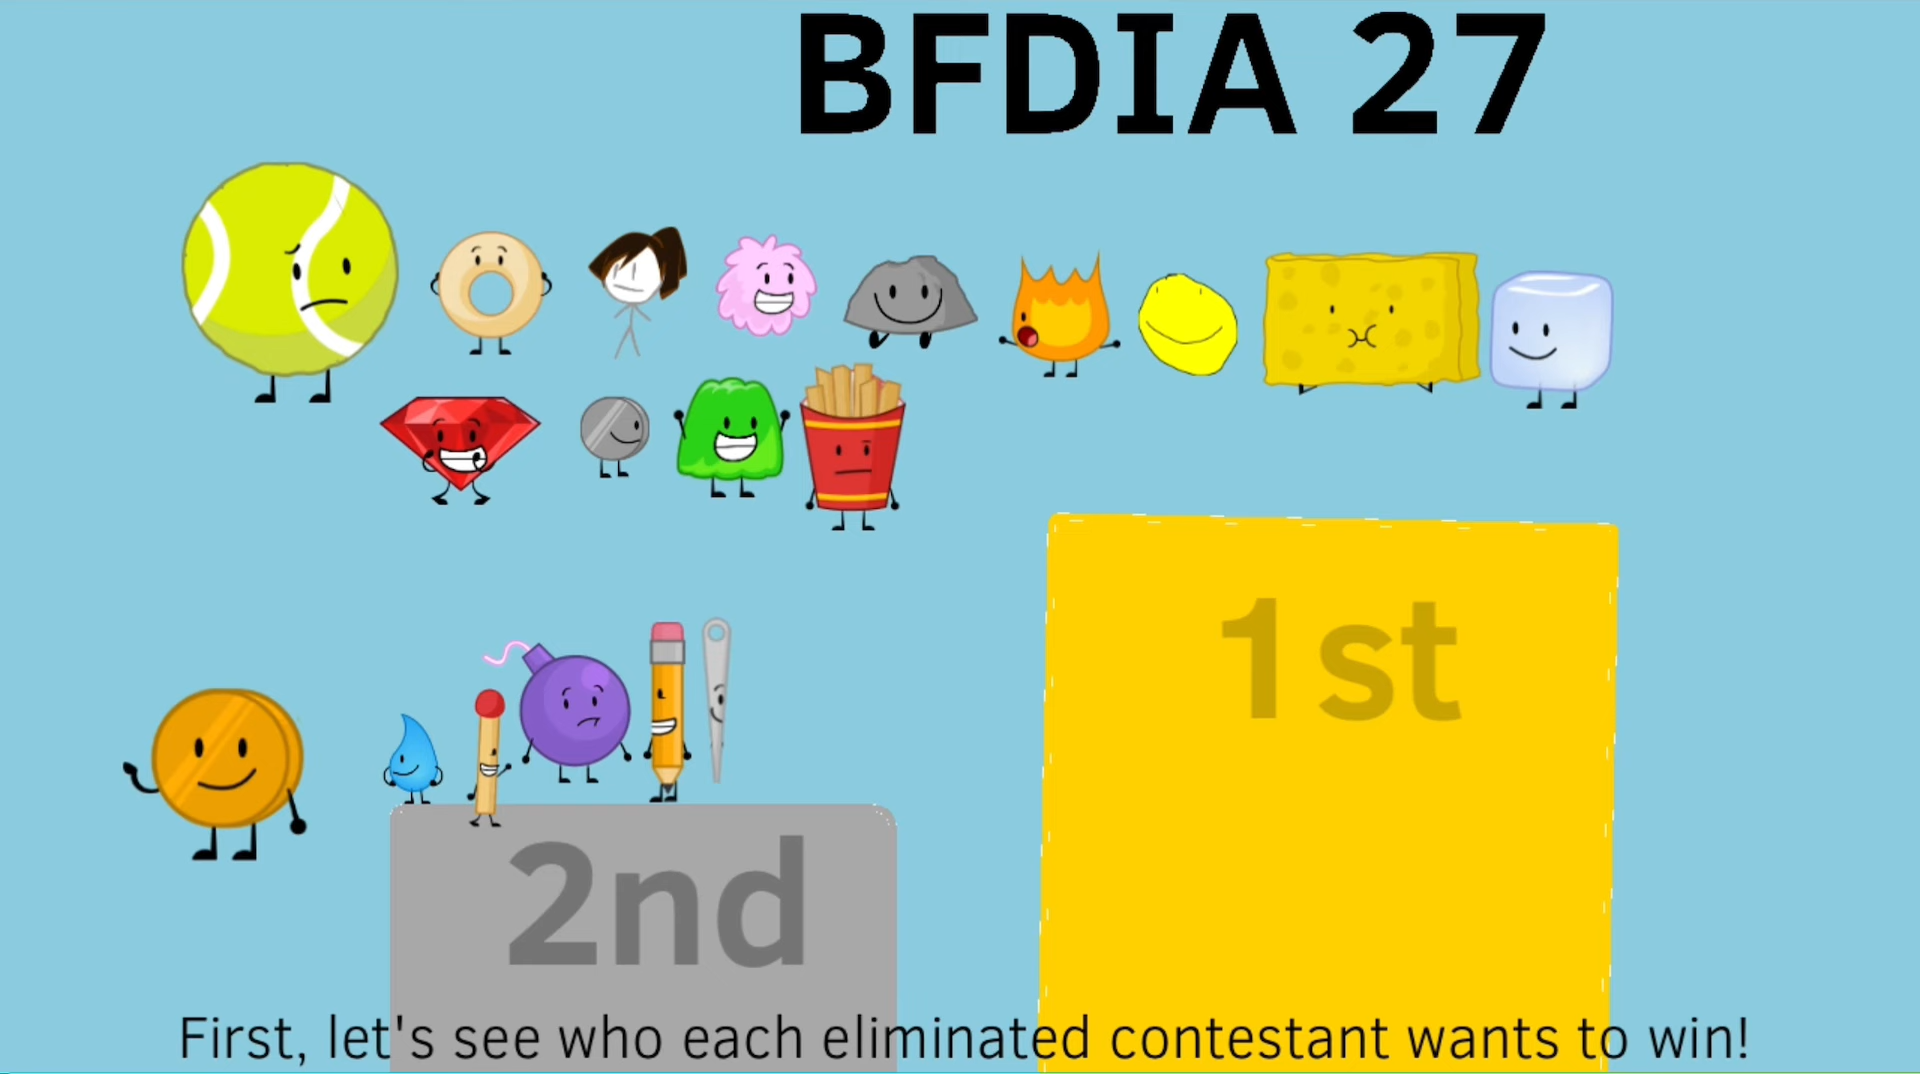 BFDIA 27
1st
2nd
First, let's see who each eliminated contestant wants to win!